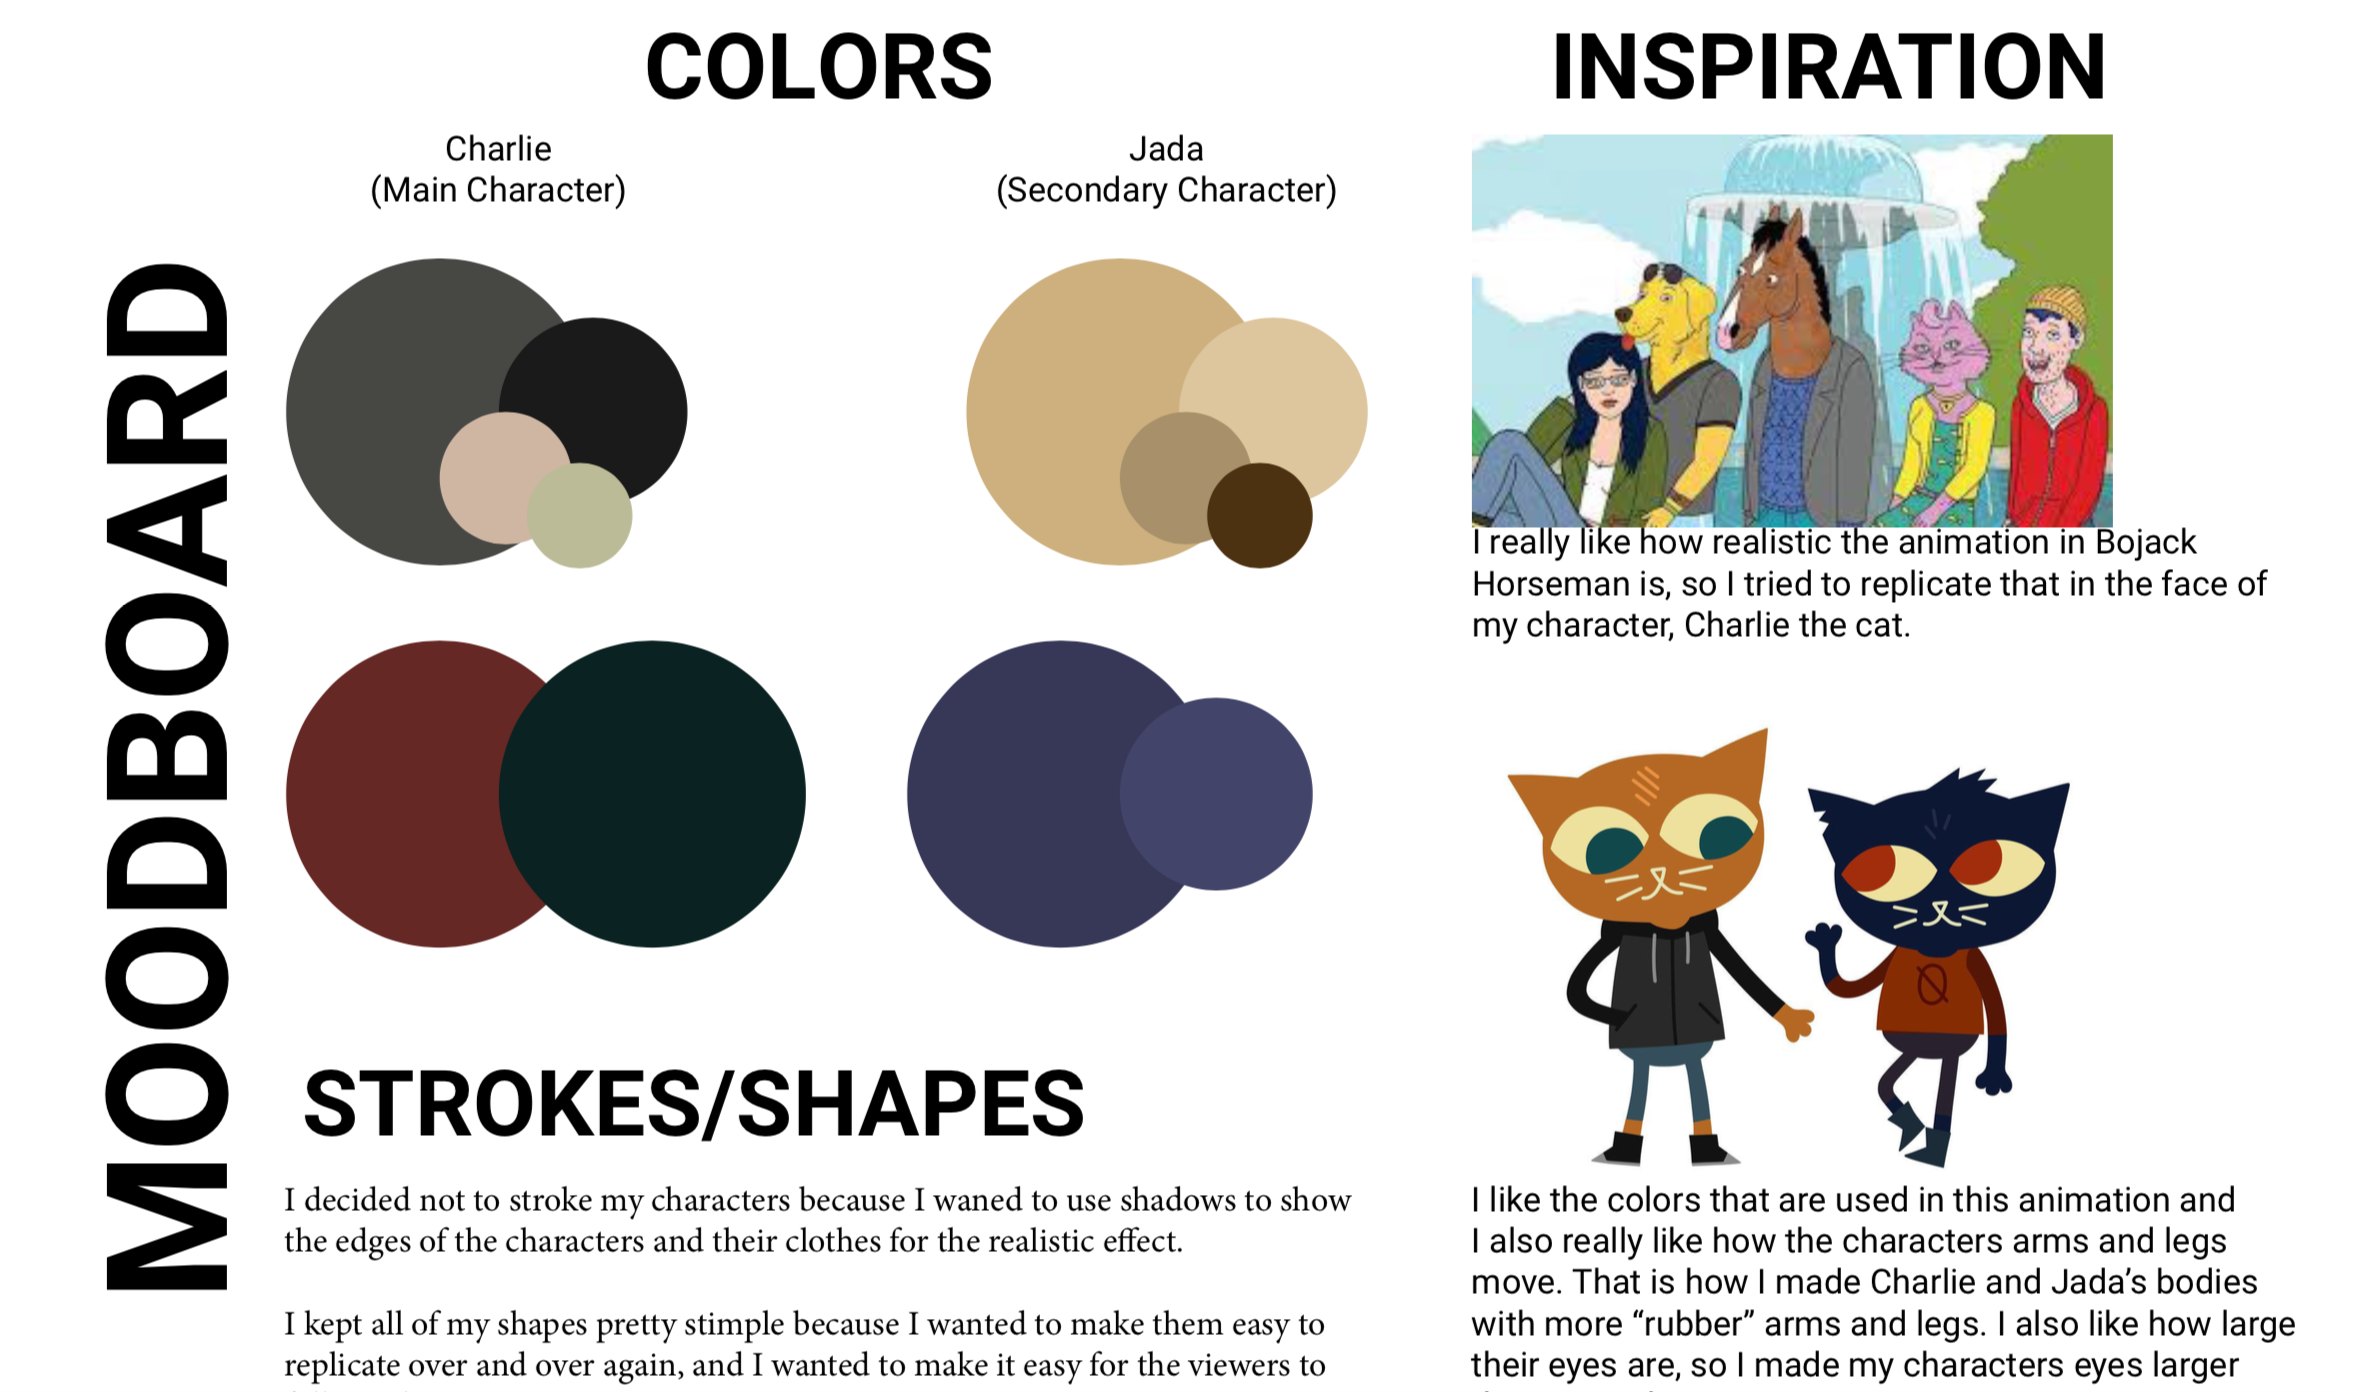 MOODBOARD
COLORS
Charlie
(Main Character)
Jada
(Secondary Character)
STROKES/SHAPES
I decided not to stroke my characters because I waned to use shadows to show
the edges of the characters and their clothes for the realistic effect.
I kept all of my shapes pretty stimple because I wanted to make them easy to
replicate over and over again, and I wanted to make it easy for the viewers to
INSPIRATION
I really like how realistic the animation in Bojack
Horseman is, so I tried to replicate that in the face of
my character, Charlie the cat.
I like the colors that are used in this animation and
I also really like how the characters arms and legs
move. That is how I made Charlie and Jada’s bodies
with more “rubber” arms and legs. I also like how large
their eyes are, so I made my characters eyes larger